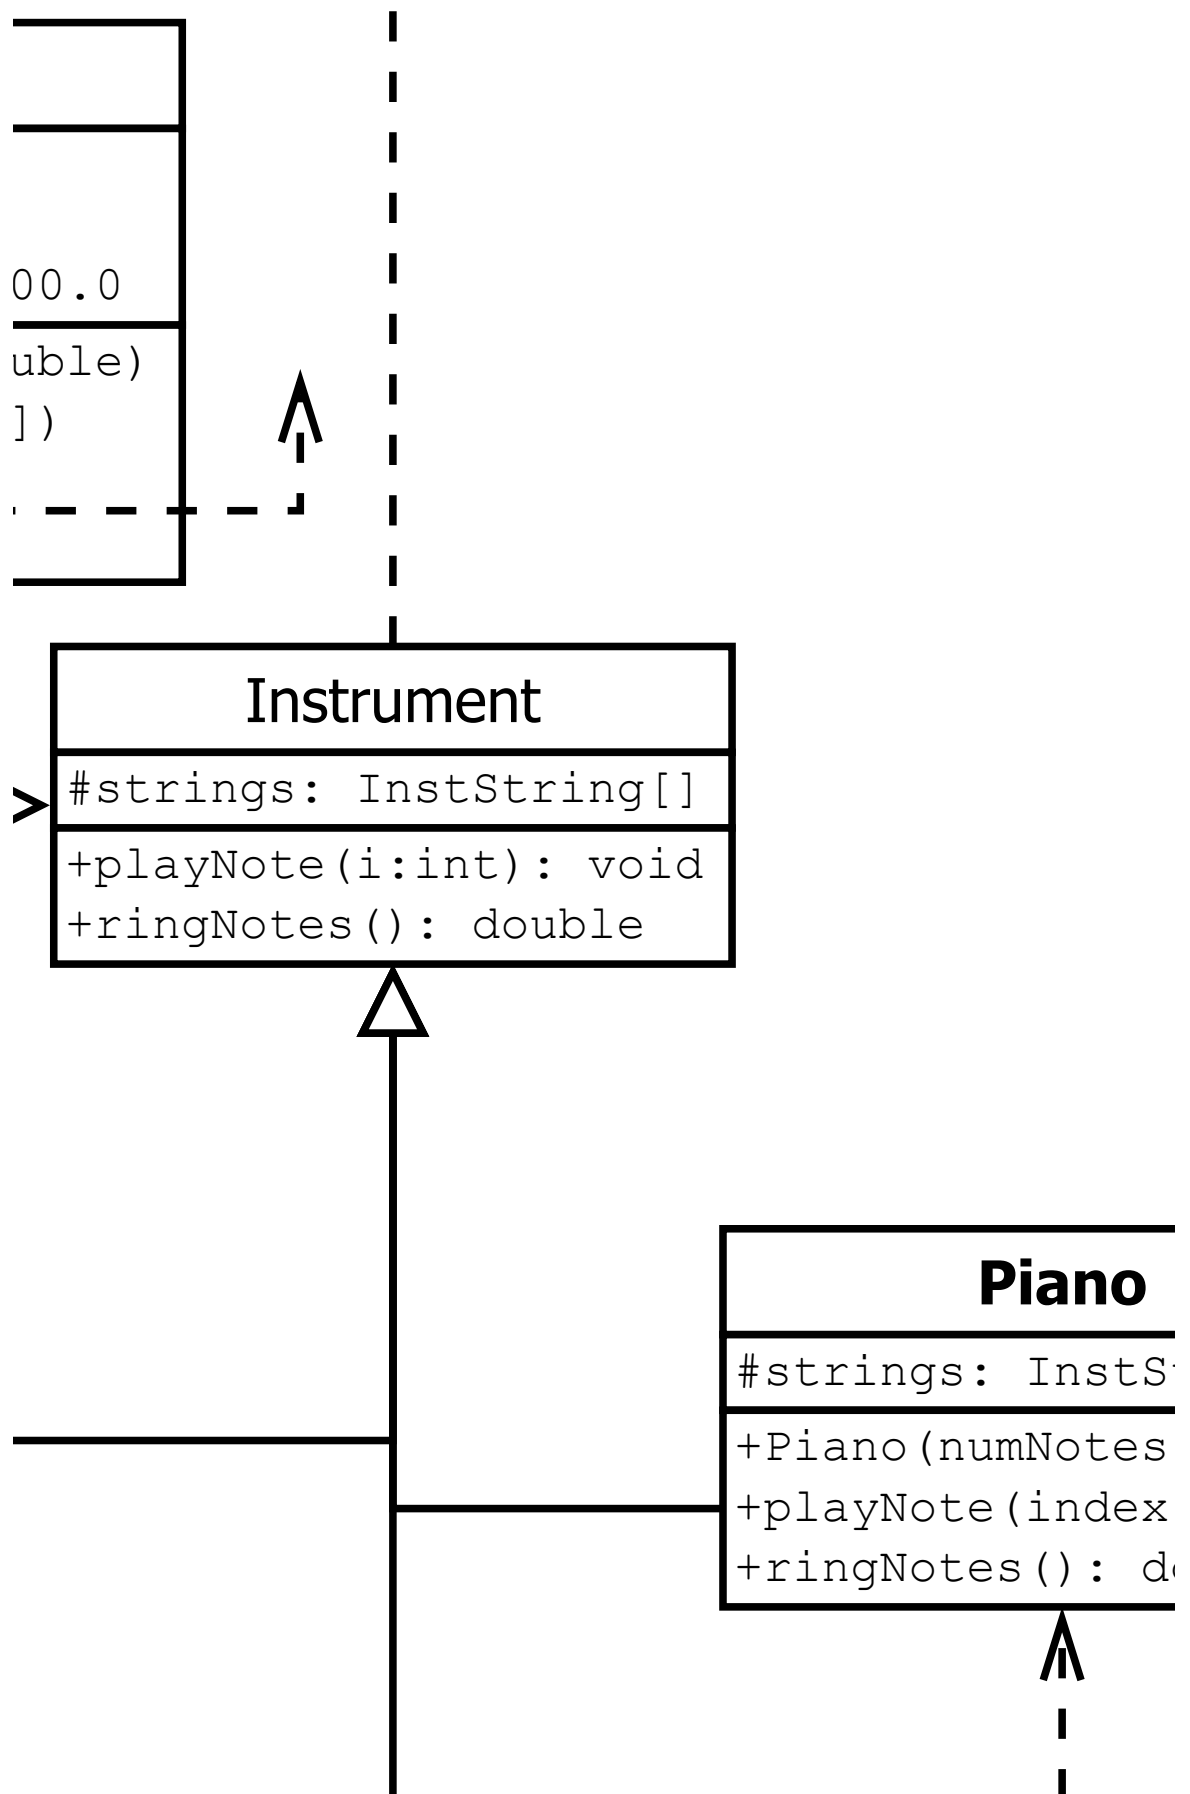 00.0
uble)
])
Instrument
#strings: InstString[]
+playNote(i:int): void
+ringNotes(): double
Piano
#strings: InstS
+Piano(numNotes
+playNote(index
+ringNotes(): d